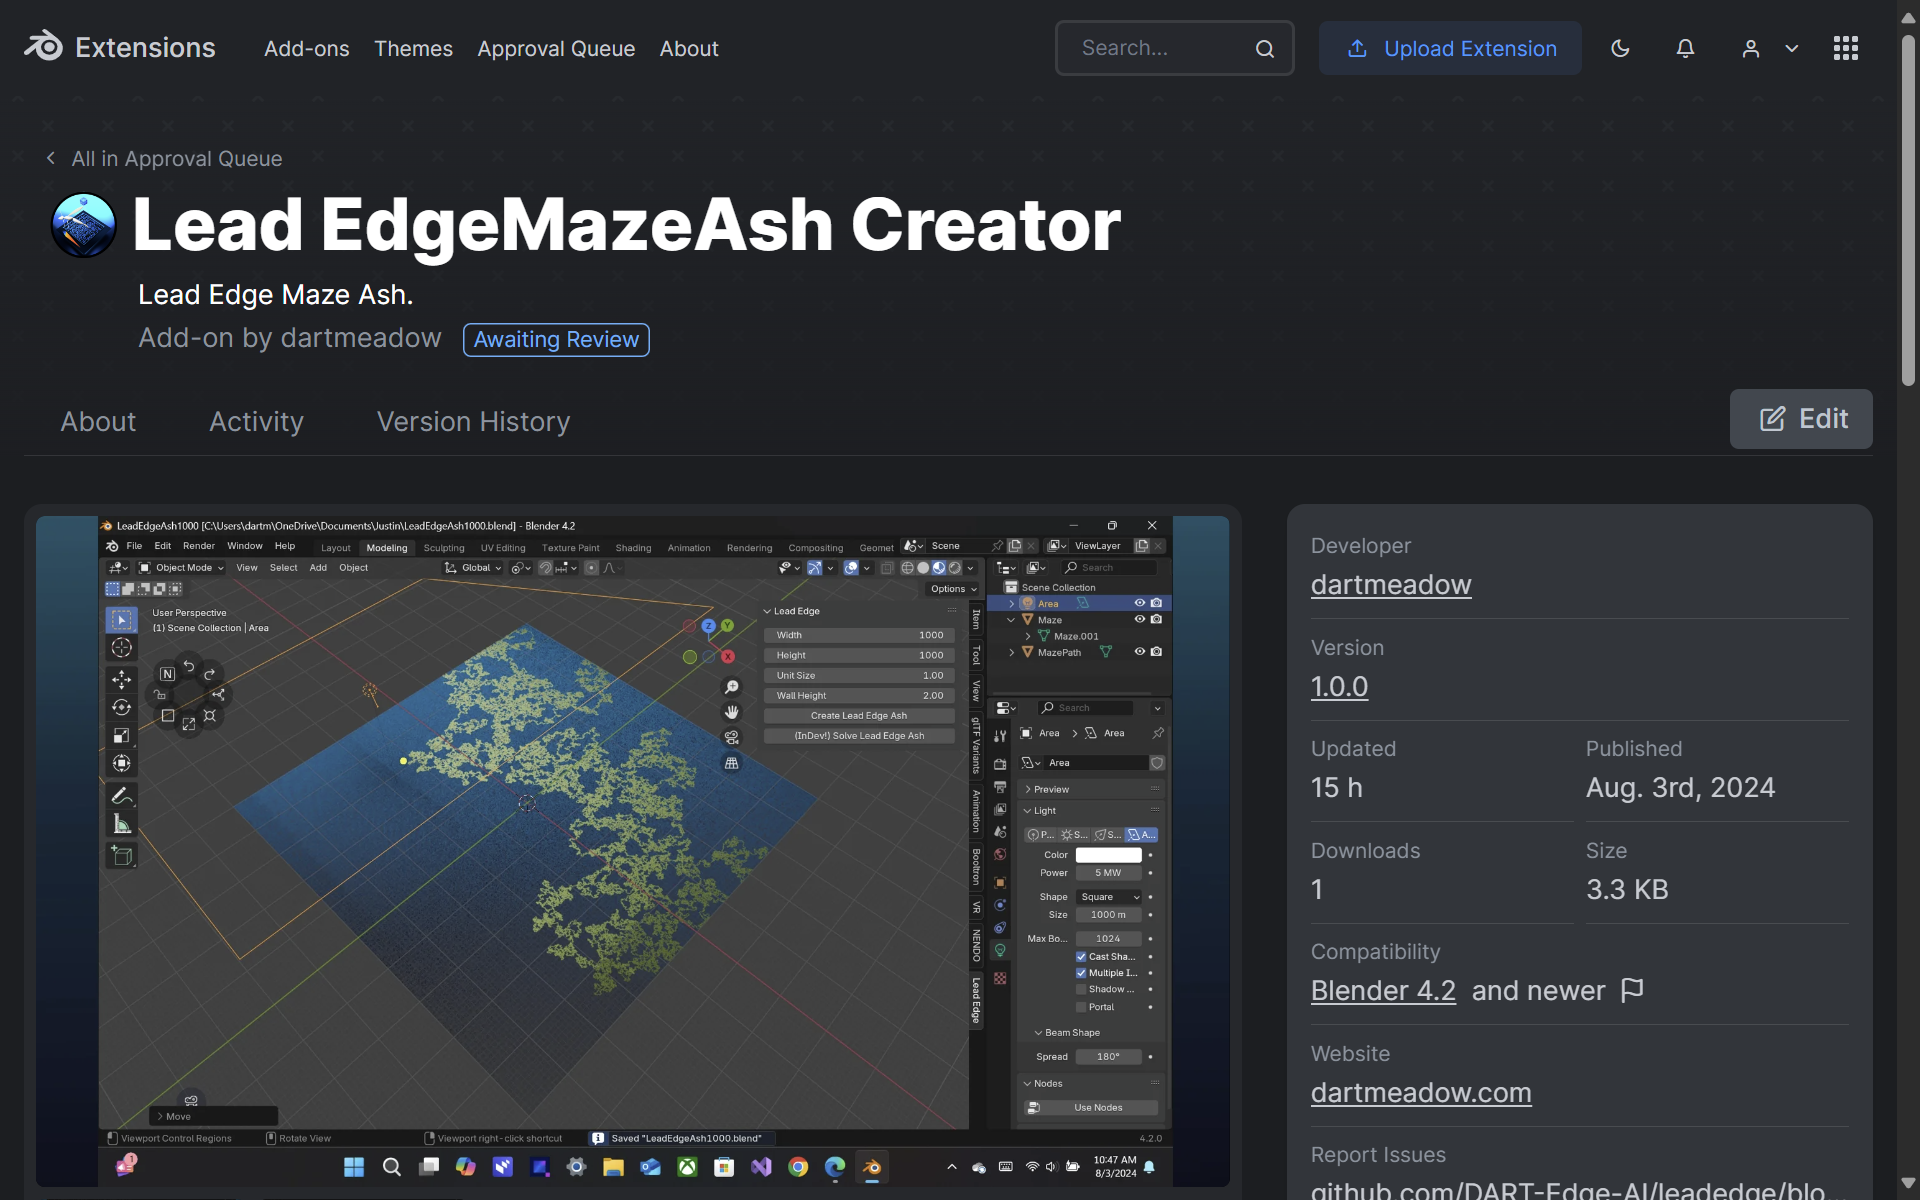 Extensions Add-ons Themes Approval Queue About Search... Upload Extension
All in Approval Queue
Lead EdgeMazeAsh Creator
Lead Edge Maze Ash.
Add-on by dartmeadow Awaiting Review
About Activity Version History Edit
LeadEdgeAsh1000 [C:\Users\dartm\OneDrive\Documents\Justin\LeadEdgeAsh1000.blend] - Blender 4.2
File Edit Render Window Help Layout Modeling Sculpting UV Editing Texture Paint Shading Animation Rendering Compositing Geomet Scene ViewLayer
Object Mode View Select Add Object Global Search
Options
Scene Collection
User Perspective
(1) Scene Collection | Area
Area
Maze
Maze.001
MazePath
Lead Edge
Width 1000
Height 1000
Unit Size 1.00
Wall Height 2.00
Create Lead Edge Ash
(InDev!) Solve Lead Edge Ash
N
Z
Y
X
Item
Tool
View
glTF Variants
Animation
Booltron
VR
NENDO
Lead Edge
Search
Area Area
Area
Preview
Light
P... S... S... A...
Color
Power 5 MW
Shape Square
Size 1000 m
Max Bo... 1024
Cast Sha...
Multiple I...
Shadow ...
Portal
Beam Shape
Spread 180°
Nodes
Use Nodes
Move
Viewport Control Regions Rotate View Viewport right-click shortcut Saved "LeadEdgeAsh1000.blend" 4.2.0
1
10:47 AM
8/3/2024
Developer
dartmeadow
Version
1.0.0
Updated Published
15 h Aug. 3rd, 2024
Downloads Size
1 3.3 KB
Compatibility
Blender 4.2 and newer
Website
dartmeadow.com
Report Issues
github.com/DART-Edge-AI/leadedge/blo...